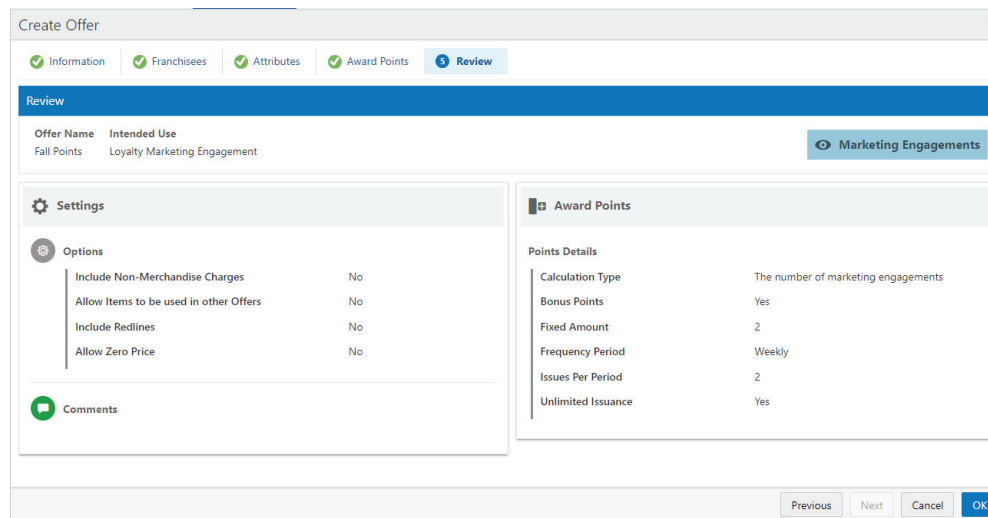 Create Offer
Information Franchisees Attributes Award Points 5 Review
Review
Offer Name Intended Use
Fall Points Loyalty Marketing Engagement
Marketing Engagements
Settings
Options
Include Non-Merchandise Charges No
Allow Items to be used in other Offers No
Include Redlines No
Allow Zero Price No
Comments
Award Points
Points Details
Calculation Type The number of marketing engagements
Bonus Points Yes
Fixed Amount 2
Frequency Period Weekly
Issues Per Period 2
Unlimited Issuance Yes
Previous Next Cancel OK